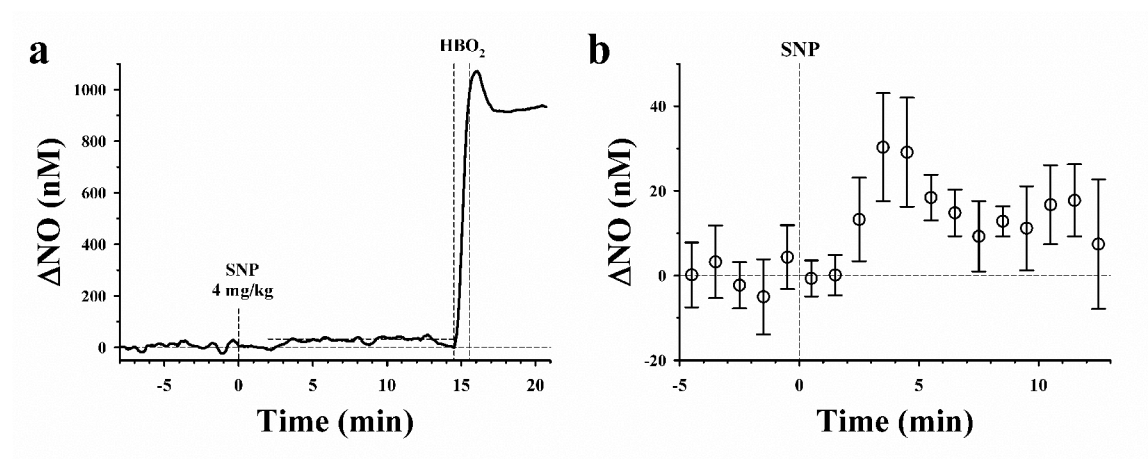 a
HBO₂
ΔNO (nM)
1000
800
600
400
200
0
SNP
4 mg/kg
-5 0 5 10 15 20
Time (min)
b
SNP
ΔNO (nM)
40
20
0
-20
-5 0 5 10
Time (min)